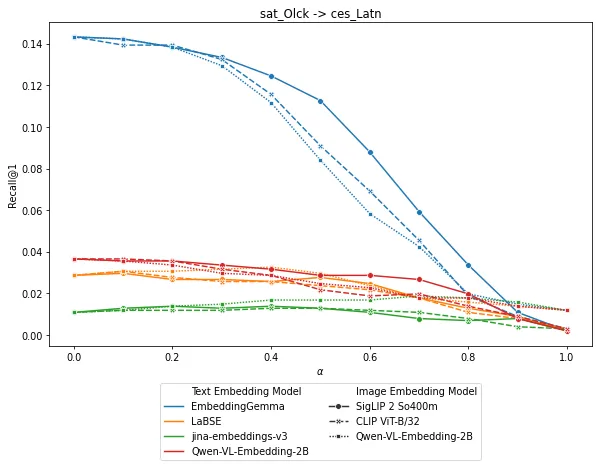 sat_Olck -> ces_Latn
0.14
0.12
0.10
0.08
0.06
0.04
0.02
0.00
Recall@1
0.0 0.2 0.4 0.6 0.8 1.0
α
Text Embedding Model
EmbeddingGemma
LaBSE
jina-embeddings-v3
Qwen-VL-Embedding-2B
Image Embedding Model
SigLIP 2 So400m
CLIP ViT-B/32
Qwen-VL-Embedding-2B